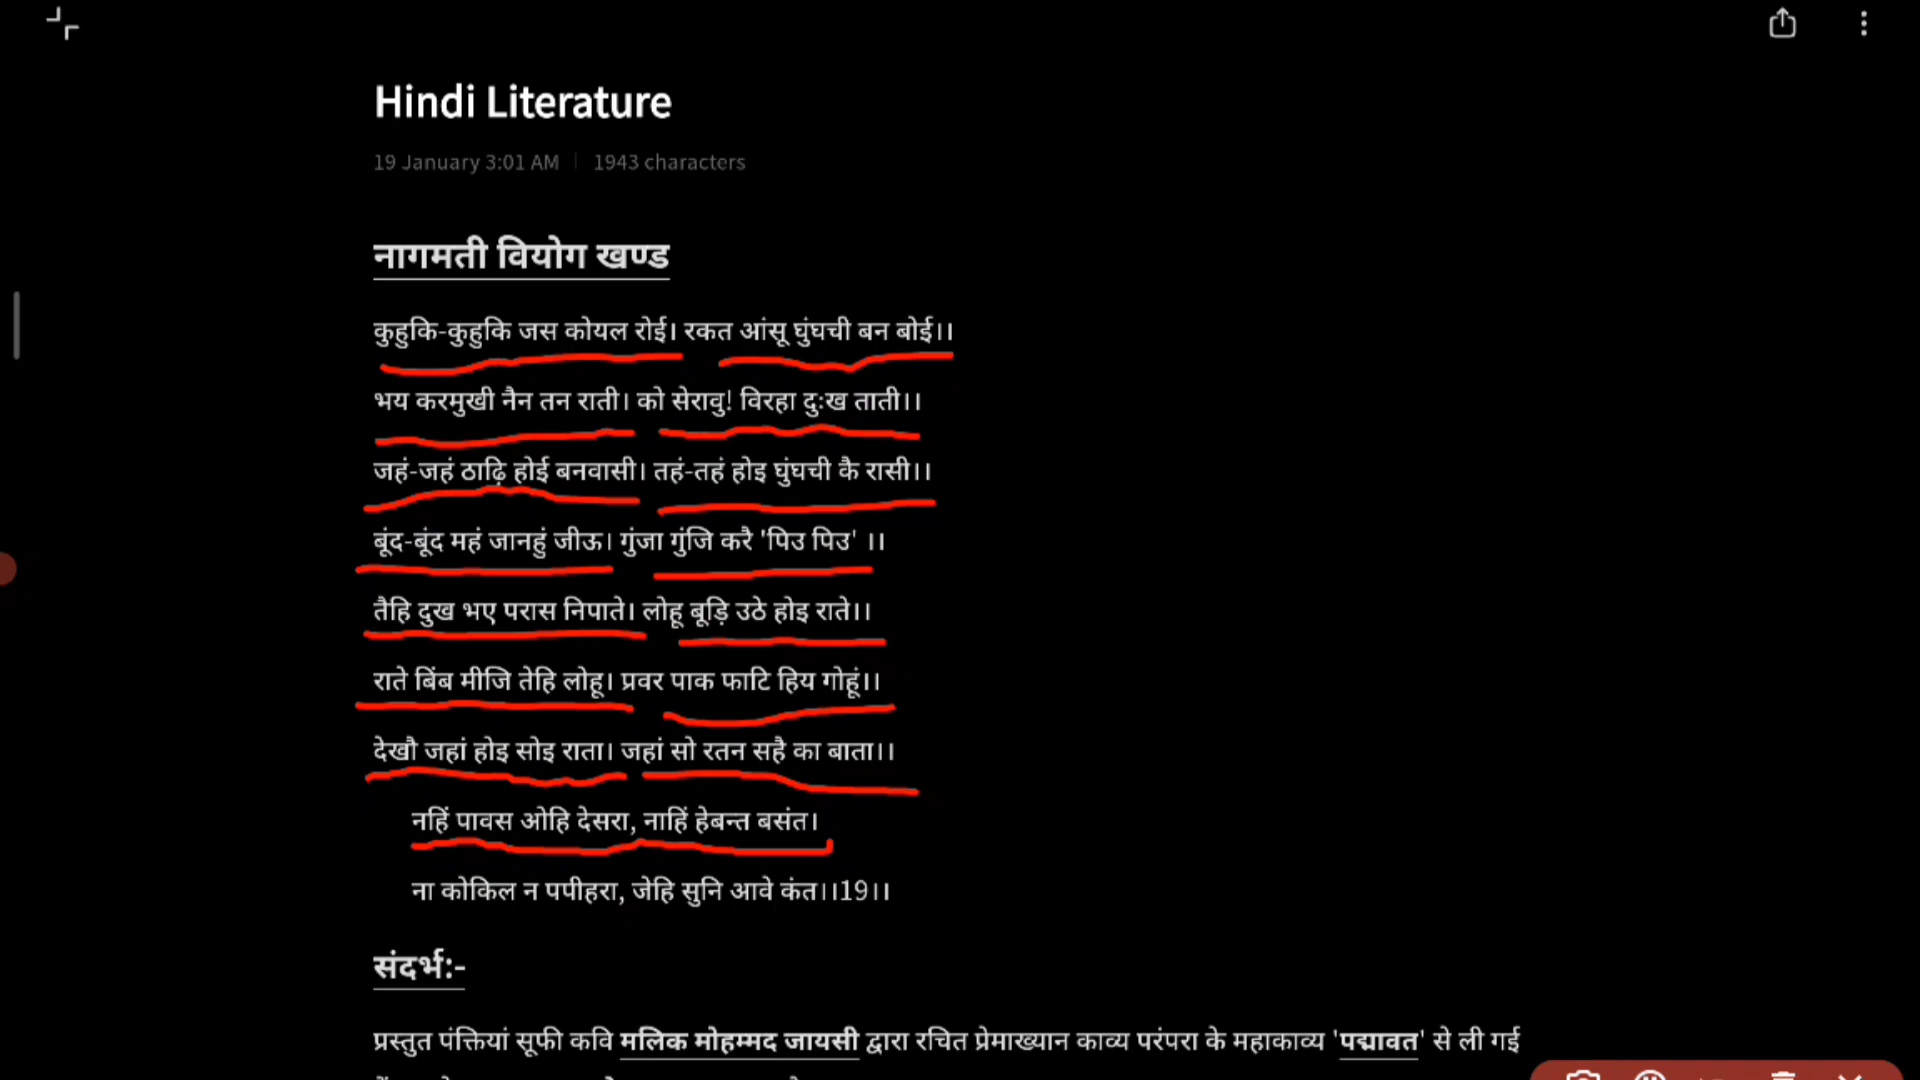 Hindi Literature
19 January 3:01 AM | 1943 characters
नागमती वियोग खण्ड
कुहुकि-कुहुकि जस कोयल रोई। रकत आंसू घुंघची बन बोई।।
भय करमुखी नैन तन राती। को सेरावु! विरहा दुःख ताती।।
जहं-जहं ठाढ़ि होई बनवासी। तहं-तहं होइ घुंघची कै रासी।।
बूंद-बूंद महं जानहुं जीऊ। गुंजा गुंजि करै 'पिउ पिउ' ।।
तैहि दुख भए परास निपाते। लोहू बूड़ि उठे होइ राते।।
राते बिंब मीजि तेहि लोहू। प्रवर पाक फाटि हिय गोहूं।।
देखौ जहां होइ सोइ राता। जहां सो रतन सहै का बाता।।
नहिं पावस ओहि देसरा, नाहिं हेबन्त बसंत।
ना कोकिल न पपीहरा, जेहि सुनि आवे कंत।।19।।
संदर्भ:-
प्रस्तुत पंक्तियां सूफी कवि मलिक मोहम्मद जायसी द्वारा रचित प्रेमाख्यान काव्य परंपरा के महाकाव्य 'पद्मावत' से ली गई